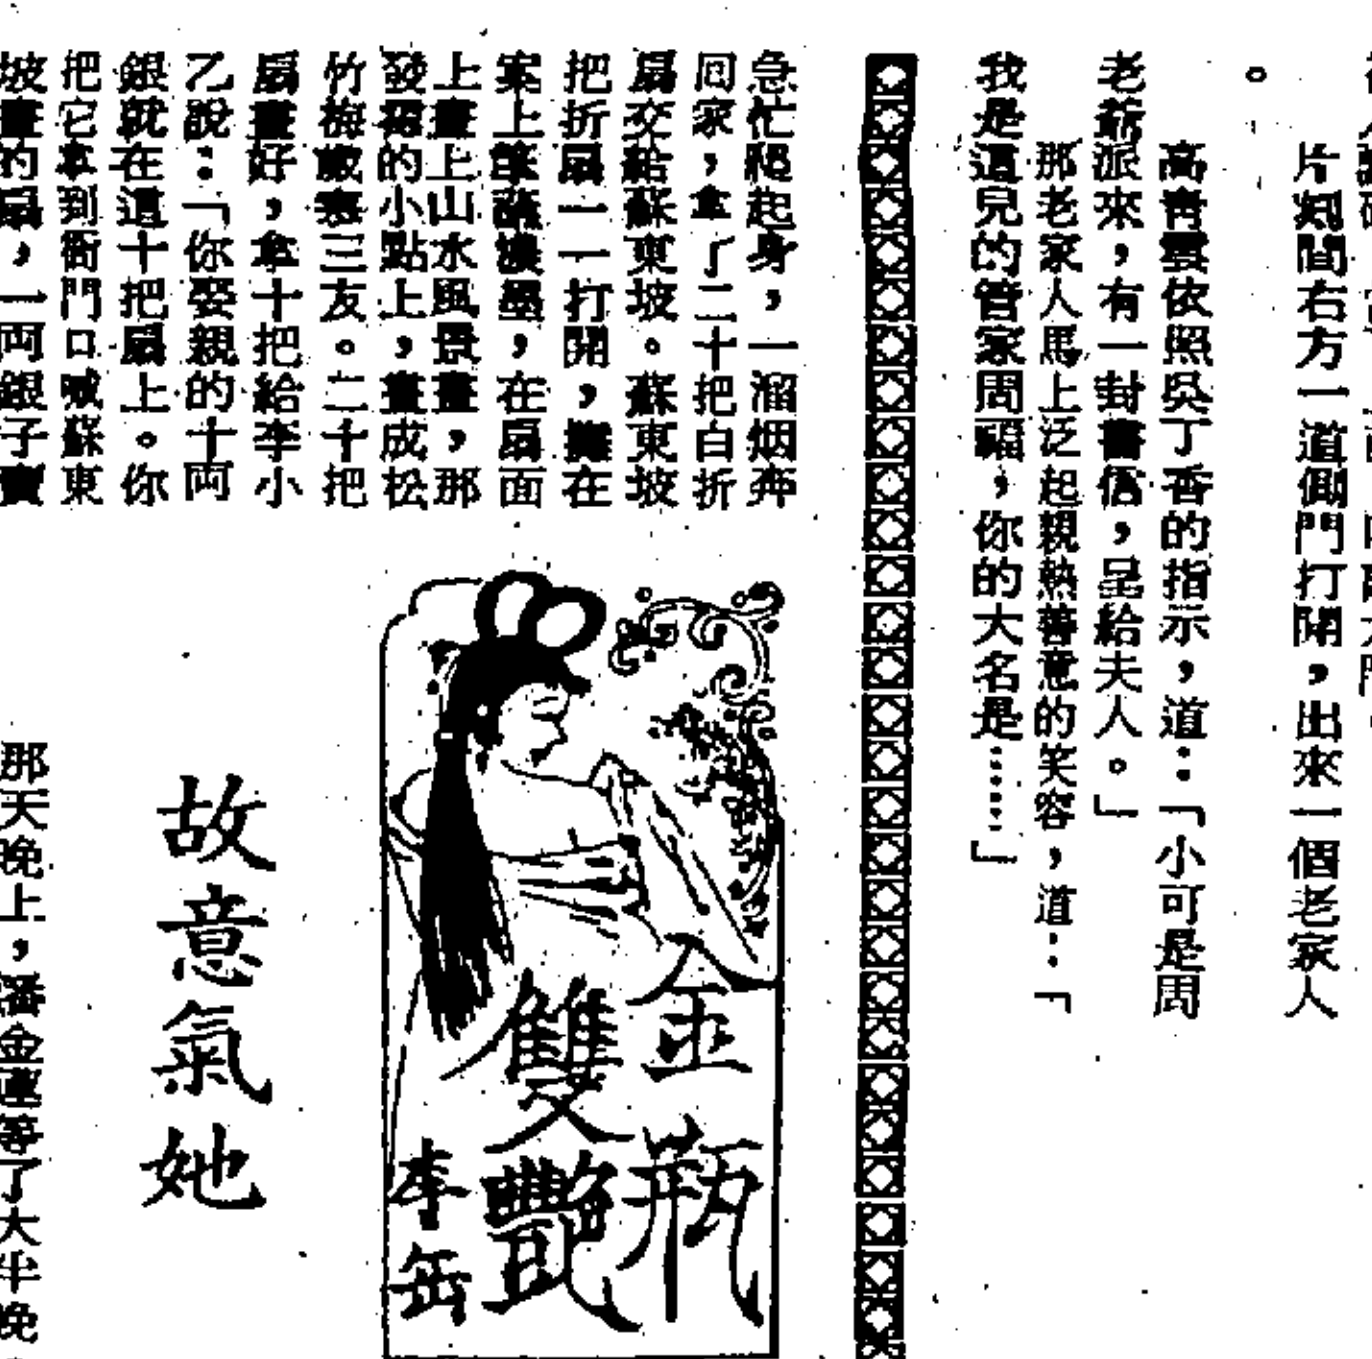 片刻間右方一道側門打開，出來一個老家人
。
高青雲依照吳丁香的指示，道：「小可是周
老爺派來，有一封書信，呈給夫人。」
那老家人馬上泛起親熱善意的笑容，道：「
我是這兒的管家周福，你的大名是……」
急忙爬起身，一溜烟奔
回家，拿了二十把白折
扇交給蘇東坡。蘇東坡
把折扇一一打開，攤在
案上筆蘸濃墨，在扇面
上畫上山水風景畫，那
發霉的小點上，畫成松
竹梅歲寒三友。二十把
扇畫好，拿十把給李小
乙說：「你娶親的十両
銀就在這十把扇上。你
把它拿到衙門口喊蘇東
坡畫的扇，一両銀子賣
金瓶
雙艷
李缶
故意氣她
那天晚上，潘金蓮等了大半晚